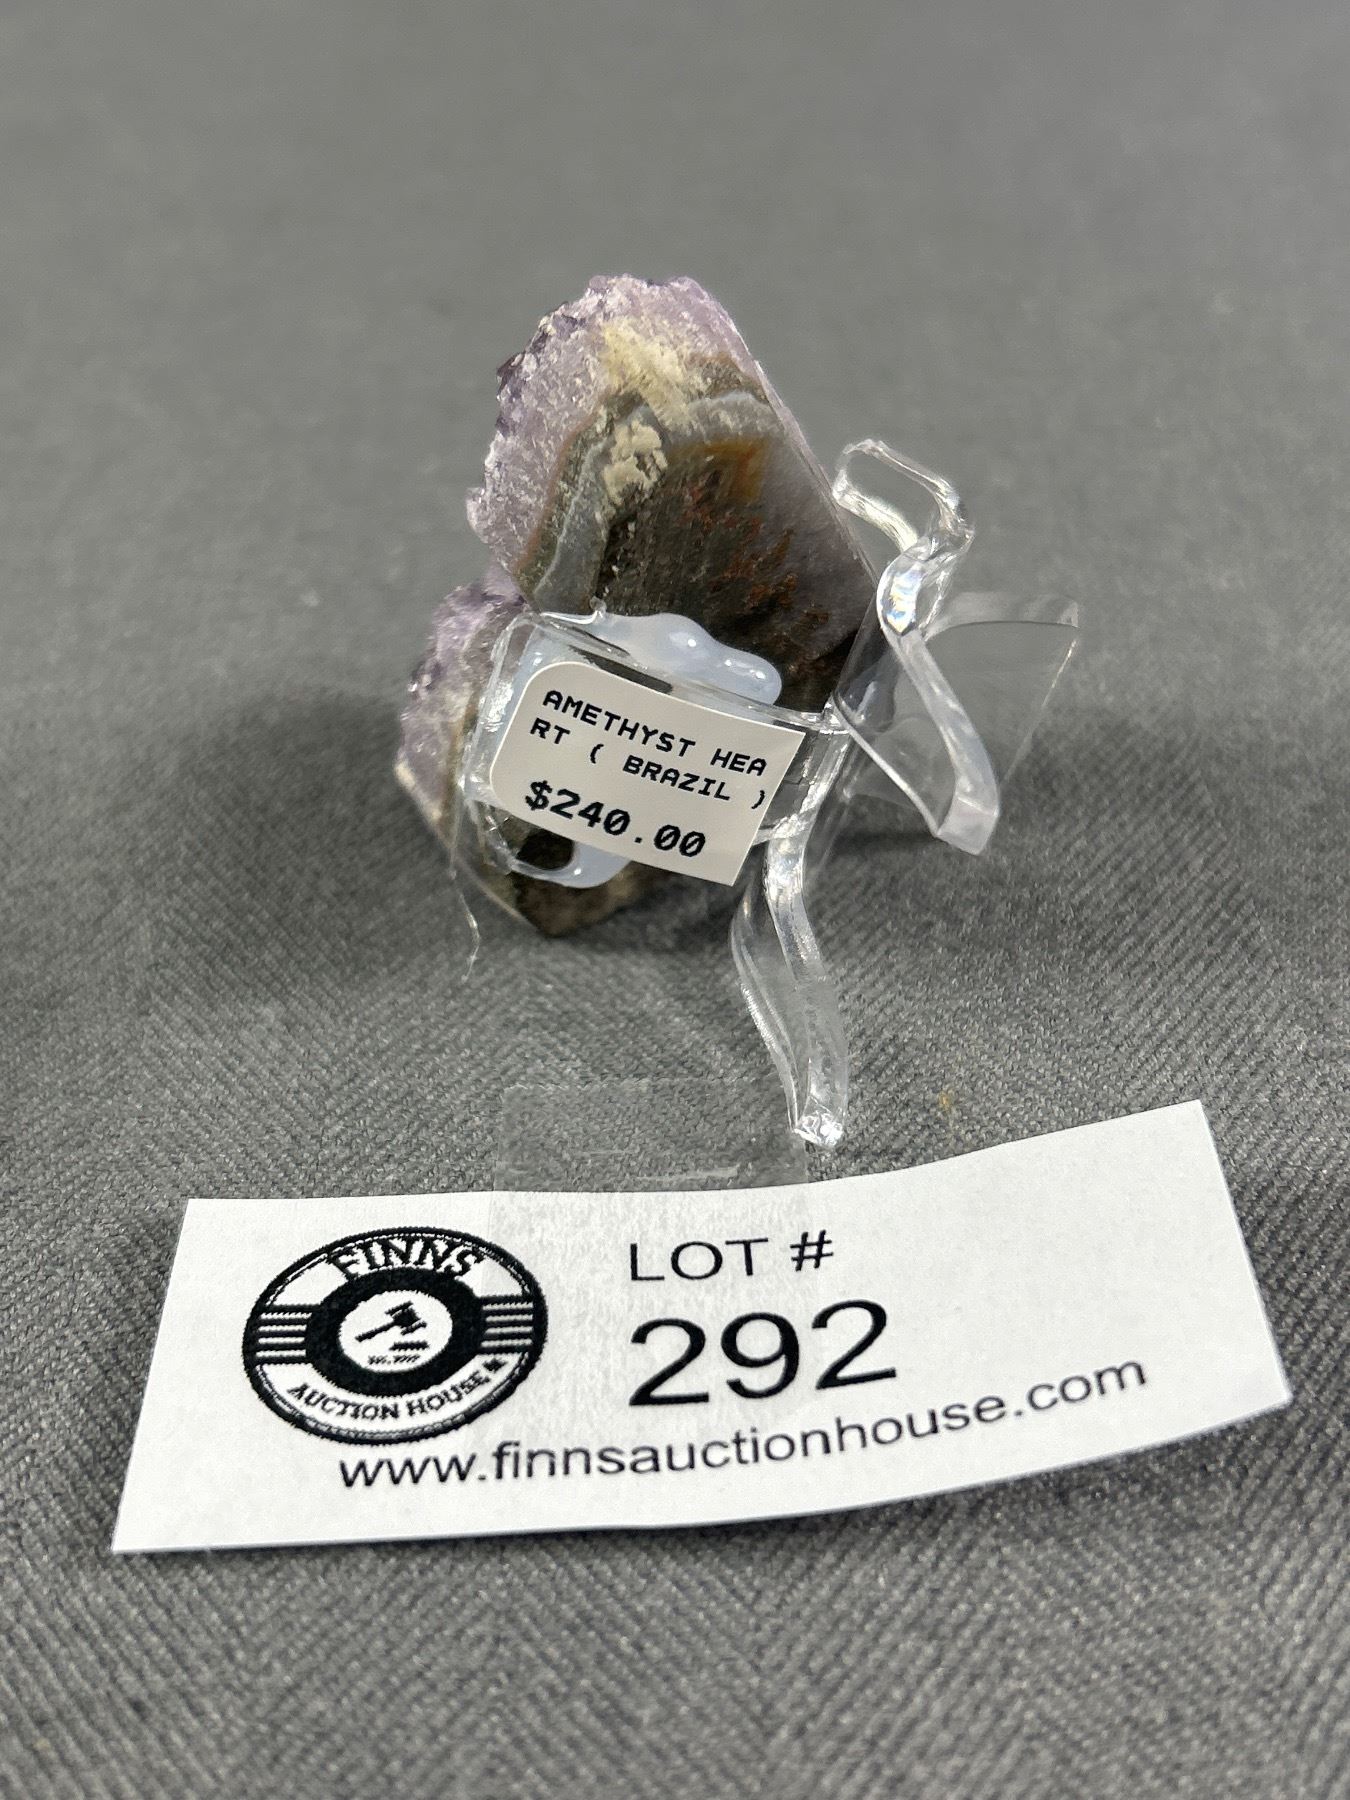 AMETHYST HEA
RT ( BRAZIL )
$240.00
FINNS
AUCTION HOUSE
LOT #
292
www.finnsauctionhouse.com